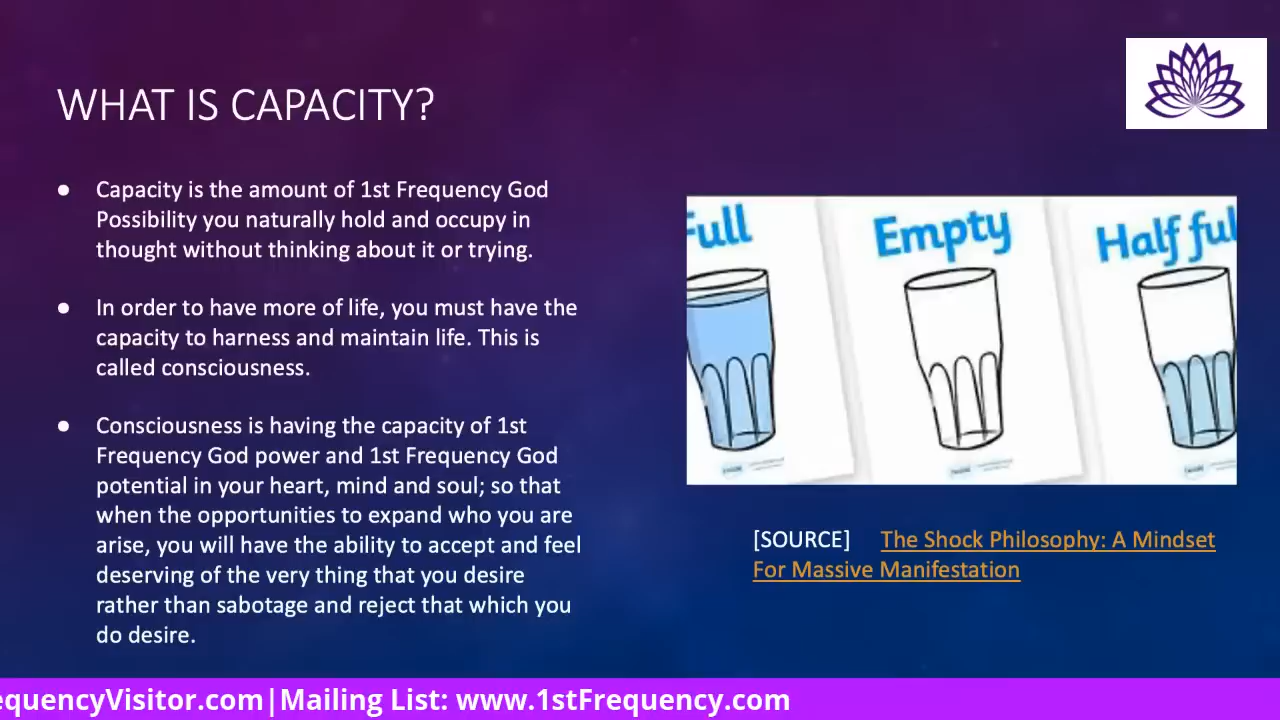 WHAT IS CAPACITY?
● Capacity is the amount of 1st Frequency God
Possibility you naturally hold and occupy in
thought without thinking about it or trying.
● In order to have more of life, you must have the
capacity to harness and maintain life. This is
called consciousness.
● Consciousness is having the capacity of 1st
Frequency God power and 1st Frequency God
potential in your heart, mind and soul; so that
when the opportunities to expand who you are
arise, you will have the ability to accept and feel
deserving of the very thing that you desire
rather than sabotage and reject that which you
do desire.
Full
Empty
Half ful
[SOURCE] The Shock Philosophy: A Mindset
For Massive Manifestation
equencyVisitor.com|Mailing List: www.1stFrequency.com